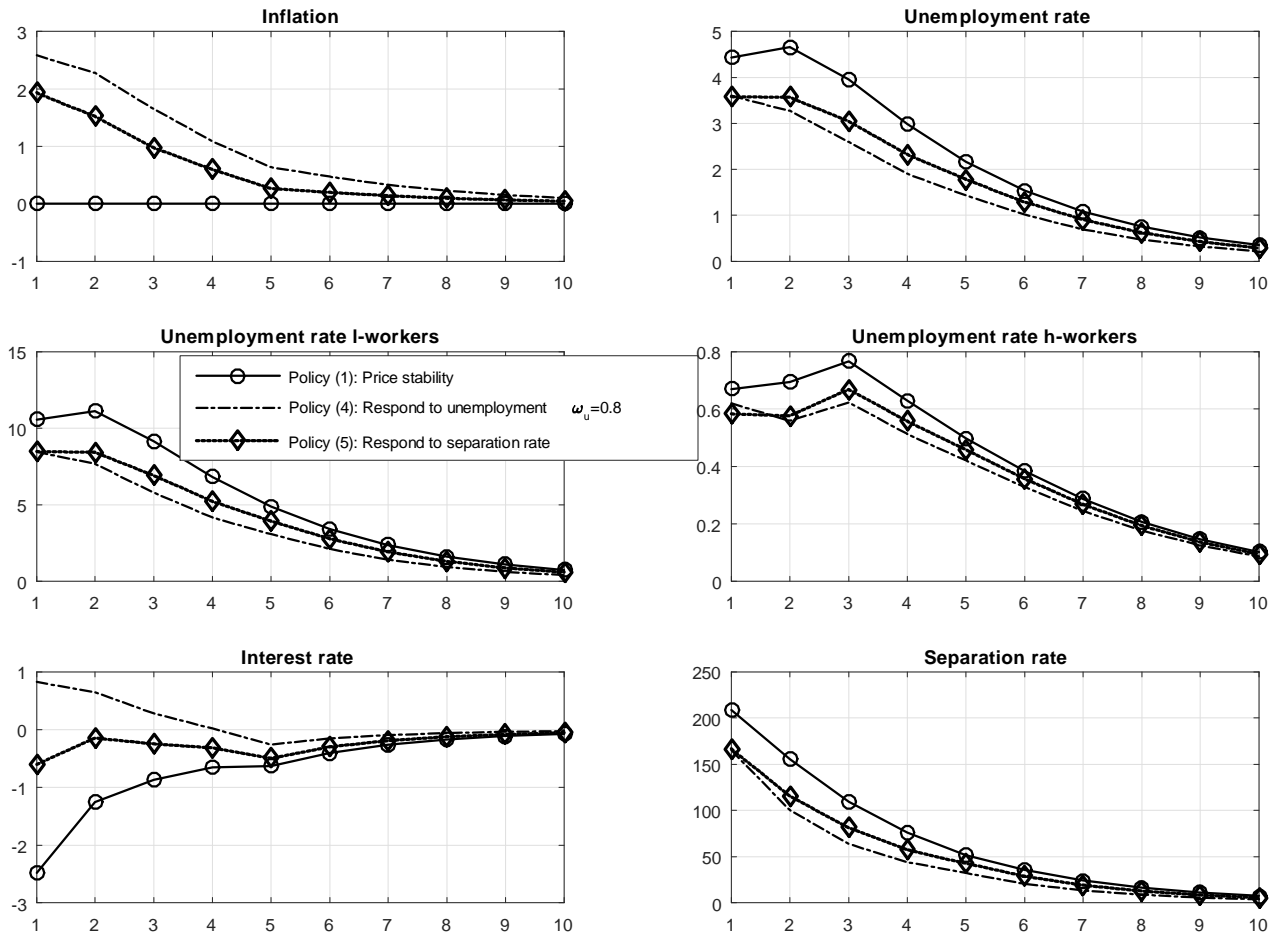 Inflation
3
2
1
0
-1
1 2 3 4 5 6 7 8 9 10
Unemployment rate
5
4
3
2
1
0
1 2 3 4 5 6 7 8 9 10
Unemployment rate l-workers
15
10
5
0
1 2 3 4 5 6 7 8 9 10
Policy (1): Price stability
Policy (4): Respond to unemployment ωu=0.8
Policy (5): Respond to separation rate
Unemployment rate h-workers
0.8
0.6
0.4
0.2
0
1 2 3 4 5 6 7 8 9 10
Interest rate
1
0
-1
-2
-3
1 2 3 4 5 6 7 8 9 10
Separation rate
250
200
150
100
50
0
1 2 3 4 5 6 7 8 9 10